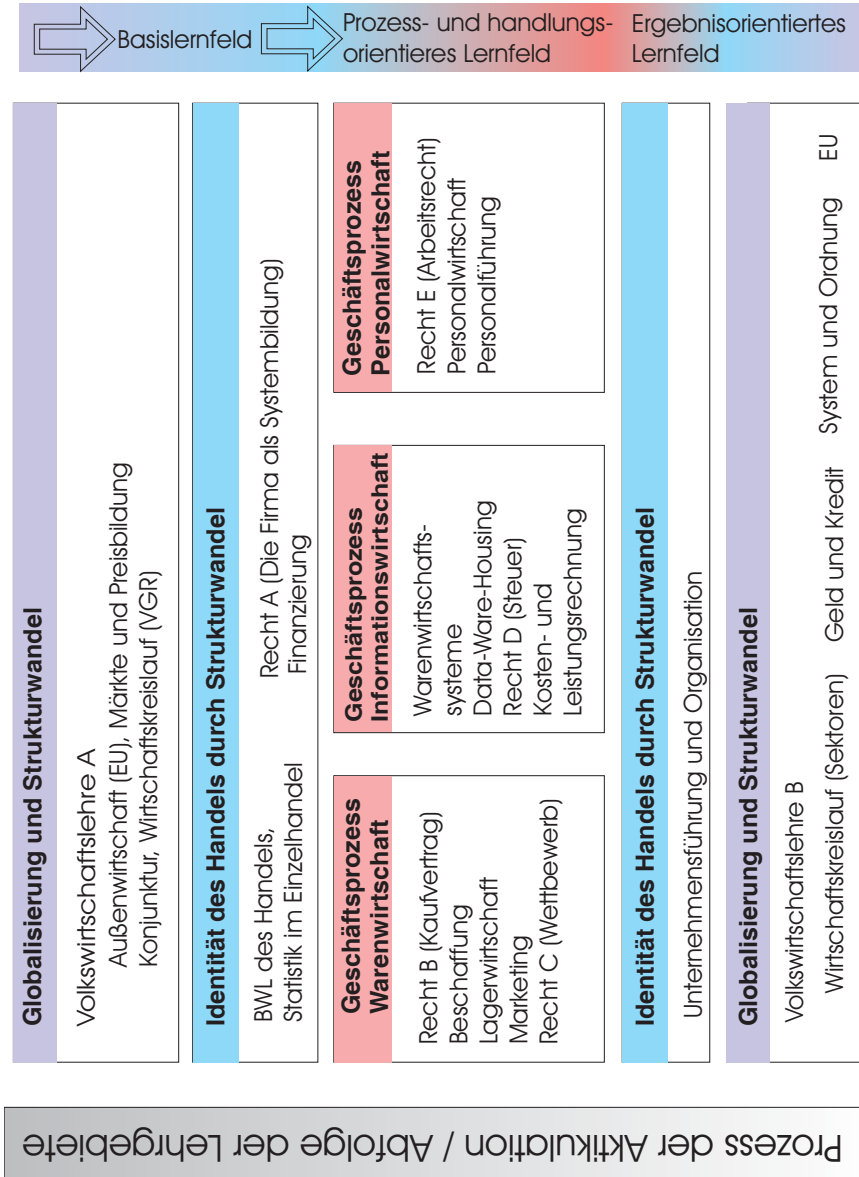 Basislernfeld
Prozess- und handlungs-
orientieres Lernfeld
Ergebnisorientiertes
Lernfeld
Globalisierung und Strukturwandel
Volkswirtschaftslehre A
Außenwirtschaft (EU), Märkte und Preisbildung
Konjunktur, Wirtschaftskreislauf (VGR)
Identität des Handels durch Strukturwandel
BWL des Handels,
Statistik im Einzelhandel
Recht A (Die Firma als Systembildung)
Finanzierung
Geschäftsprozess
Warenwirtschaft
Recht B (Kaufvertrag)
Beschaffung
Lagerwirtschaft
Marketing
Recht C (Wettbewerb)
Geschäftsprozess
Informationswirtschaft
Warenwirtschafts-
systeme
Data-Ware-Housing
Recht D (Steuer)
Kosten- und
Leistungsrechnung
Geschäftsprozess
Personalwirtschaft
Recht E (Arbeitsrecht)
Personalwirtschaft
Personalführung
Identität des Handels durch Strukturwandel
Unternehmensführung und Organisation
Globalisierung und Strukturwandel
Volkswirtschaftslehre B
Wirtschaftskreislauf (Sektoren) Geld und Kredit System und Ordnung EU
Prozess der Aktikulation / Abfolge der Lehrgebiete